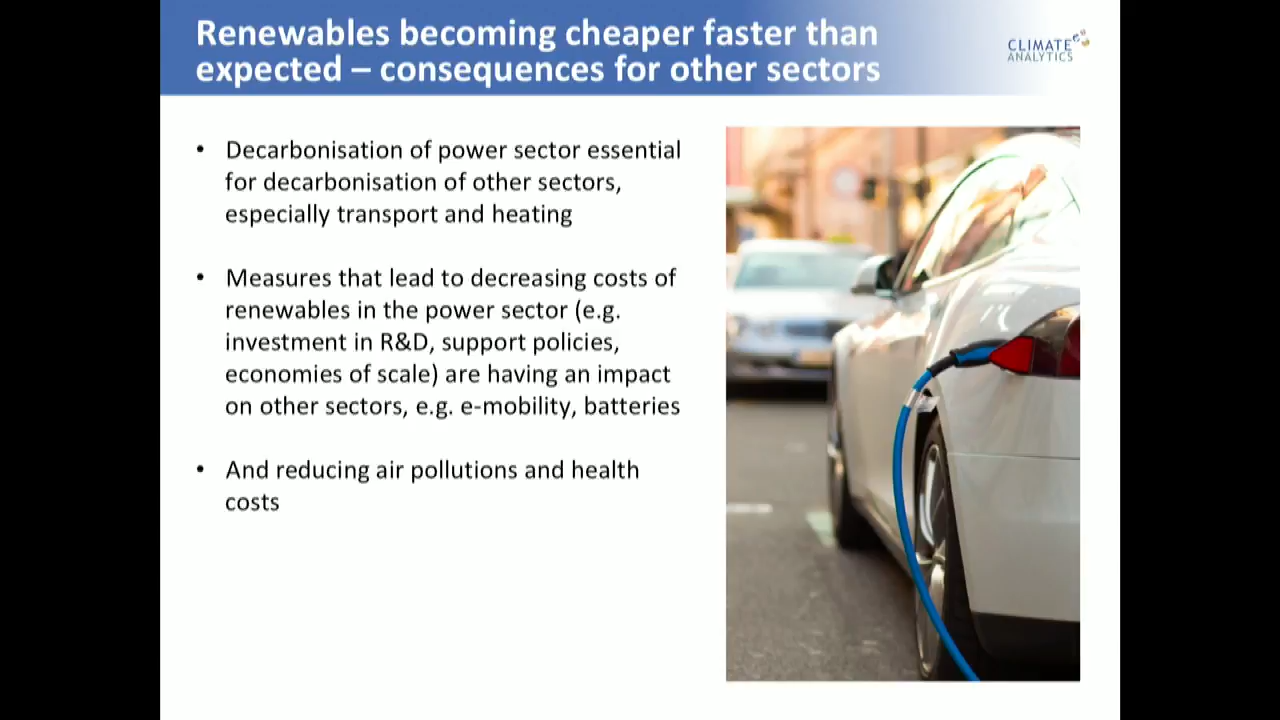 Renewables becoming cheaper faster than
expected – consequences for other sectors
CLIMATE
ANALYTICS
• Decarbonisation of power sector essential
for decarbonisation of other sectors,
especially transport and heating
• Measures that lead to decreasing costs of
renewables in the power sector (e.g.
investment in R&D, support policies,
economies of scale) are having an impact
on other sectors, e.g. e-mobility, batteries
• And reducing air pollutions and health
costs